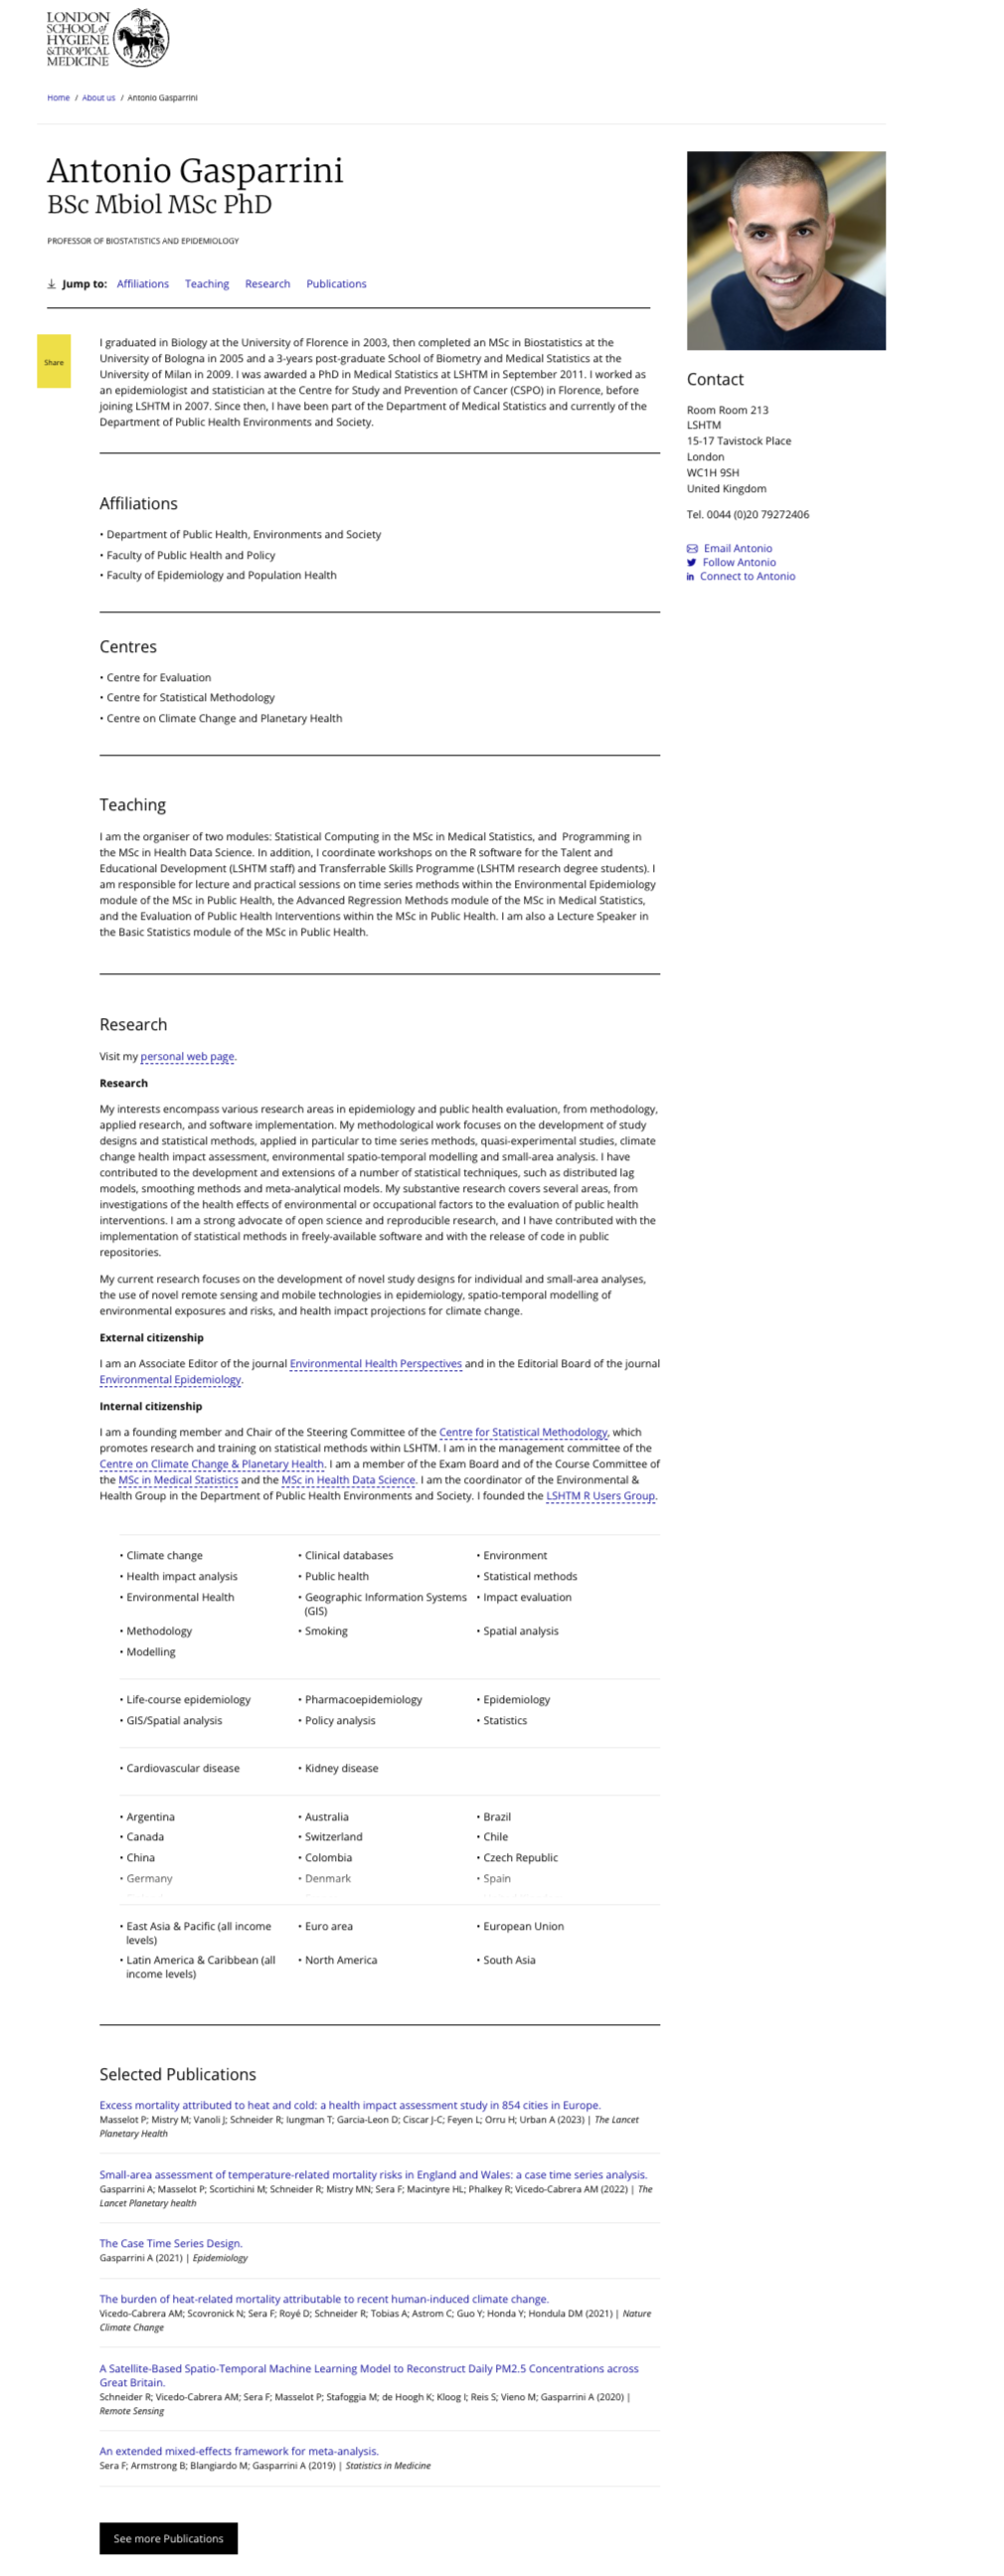 LONDON
SCHOOL of
HYGIENE
&TROPICAL
MEDICINE
Home / About us / Antonio Gasparrini
Antonio Gasparrini
BSc Mbiol MSc PhD
PROFESSOR OF BIOSTATISTICS AND EPIDEMIOLOGY
Jump to: Affiliations Teaching Research Publications
Share
I graduated in Biology at the University of Florence in 2003, then completed an MSc in Biostatistics at the
University of Bologna in 2005 and a 3-years post-graduate School of Biometry and Medical Statistics at the
University of Milan in 2009. I was awarded a PhD in Medical Statistics at LSHTM in September 2011. I worked as
an epidemiologist and statistician at the Centre for Study and Prevention of Cancer (CSPO) in Florence, before
joining LSHTM in 2007. Since then, I have been part of the Department of Medical Statistics and currently of the
Department of Public Health Environments and Society.
Contact
Room Room 213
LSHTM
15-17 Tavistock Place
London
WC1H 9SH
United Kingdom
Tel. 0044 (0)20 79272406
Email Antonio
Follow Antonio
Connect to Antonio
Affiliations
• Department of Public Health, Environments and Society
• Faculty of Public Health and Policy
• Faculty of Epidemiology and Population Health
Centres
• Centre for Evaluation
• Centre for Statistical Methodology
• Centre on Climate Change and Planetary Health
Teaching
I am the organiser of two modules: Statistical Computing in the MSc in Medical Statistics, and Programming in
the MSc in Health Data Science. In addition, I coordinate workshops on the R software for the Talent and
Educational Development (LSHTM staff) and Transferrable Skills Programme (LSHTM research degree students). I
am responsible for lecture and practical sessions on time series methods within the Environmental Epidemiology
module of the MSc in Public Health, the Advanced Regression Methods module of the MSc in Medical Statistics,
and the Evaluation of Public Health Interventions within the MSc in Public Health. I am also a Lecture Speaker in
the Basic Statistics module of the MSc in Public Health.
Research
Visit my personal web page.
Research
My interests encompass various research areas in epidemiology and public health evaluation, from methodology,
applied research, and software implementation. My methodological work focuses on the development of study
designs and statistical methods, applied in particular to time series methods, quasi-experimental studies, climate
change health impact assessment, environmental spatio-temporal modelling and small-area analysis. I have
contributed to the development and extensions of a number of statistical techniques, such as distributed lag
models, smoothing methods and meta-analytical models. My substantive research covers several areas, from
investigations of the health effects of environmental or occupational factors to the evaluation of public health
interventions. I am a strong advocate of open science and reproducible research, and I have contributed with the
implementation of statistical methods in freely-available software and with the release of code in public
repositories.
My current research focuses on the development of novel study designs for individual and small-area analyses,
the use of novel remote sensing and mobile technologies in epidemiology, spatio-temporal modelling of
environmental exposures and risks, and health impact projections for climate change.
External citizenship
I am an Associate Editor of the journal Environmental Health Perspectives and in the Editorial Board of the journal
Environmental Epidemiology.
Internal citizenship
I am a founding member and Chair of the Steering Committee of the Centre for Statistical Methodology, which
promotes research and training on statistical methods within LSHTM. I am in the management committee of the
Centre on Climate Change & Planetary Health. I am a member of the Exam Board and of the Course Committee of
the MSc in Medical Statistics and the MSc in Health Data Science. I am the coordinator of the Environmental &
Health Group in the Department of Public Health Environments and Society. I founded the LSHTM R Users Group.
• Climate change • Clinical databases • Environment
• Health impact analysis • Public health • Statistical methods
• Environmental Health • Geographic Information Systems • Impact evaluation
(GIS)
• Methodology • Smoking • Spatial analysis
• Modelling
• Life-course epidemiology • Pharmacoepidemiology • Epidemiology
• GIS/Spatial analysis • Policy analysis • Statistics
• Cardiovascular disease • Kidney disease
• Argentina • Australia • Brazil
• Canada • Switzerland • Chile
• China • Colombia • Czech Republic
• Germany • Denmark • Spain
• East Asia & Pacific (all income • Euro area • European Union
levels)
• Latin America & Caribbean (all • North America • South Asia
income levels)
Selected Publications
Excess mortality attributed to heat and cold: a health impact assessment study in 854 cities in Europe.
Masselot P; Mistry M; Vanoli J; Schneider R; Iungman T; Garcia-Leon D; Ciscar J-C; Feyen L; Orru H; Urban A (2023) | The Lancet
Planetary Health
Small-area assessment of temperature-related mortality risks in England and Wales: a case time series analysis.
Gasparrini A; Masselot P; Scortichini M; Schneider R; Mistry MN; Sera F; Macintyre HL; Phalkey R; Vicedo-Cabrera AM (2022) | The
Lancet Planetary health
The Case Time Series Design.
Gasparrini A (2021) | Epidemiology
The burden of heat-related mortality attributable to recent human-induced climate change.
Vicedo-Cabrera AM; Scovronick N; Sera F; Royé D; Schneider R; Tobias A; Astrom C; Guo Y; Honda Y; Hondula DM (2021) | Nature
Climate Change
A Satellite-Based Spatio-Temporal Machine Learning Model to Reconstruct Daily PM2.5 Concentrations across
Great Britain.
Schneider R; Vicedo-Cabrera AM; Sera F; Masselot P; Stafoggia M; de Hoogh K; Kloog I; Reis S; Vieno M; Gasparrini A (2020) |
Remote Sensing
An extended mixed-effects framework for meta-analysis.
Sera F; Armstrong B; Blangiardo M; Gasparrini A (2019) | Statistics in Medicine
See more Publications